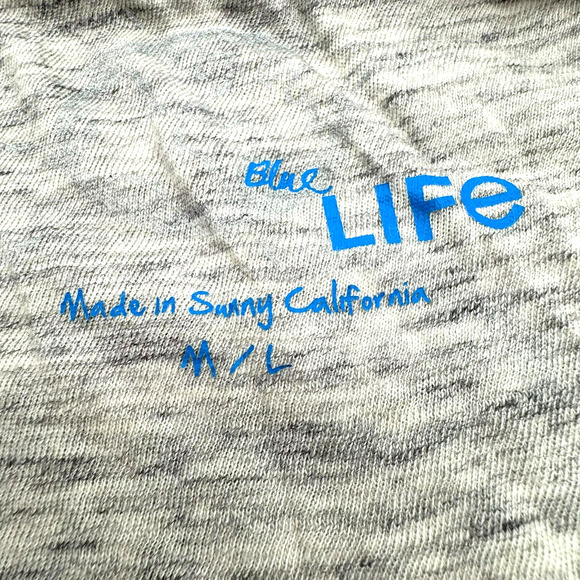 Blue
LIFe
Made in Sunny California
M / L